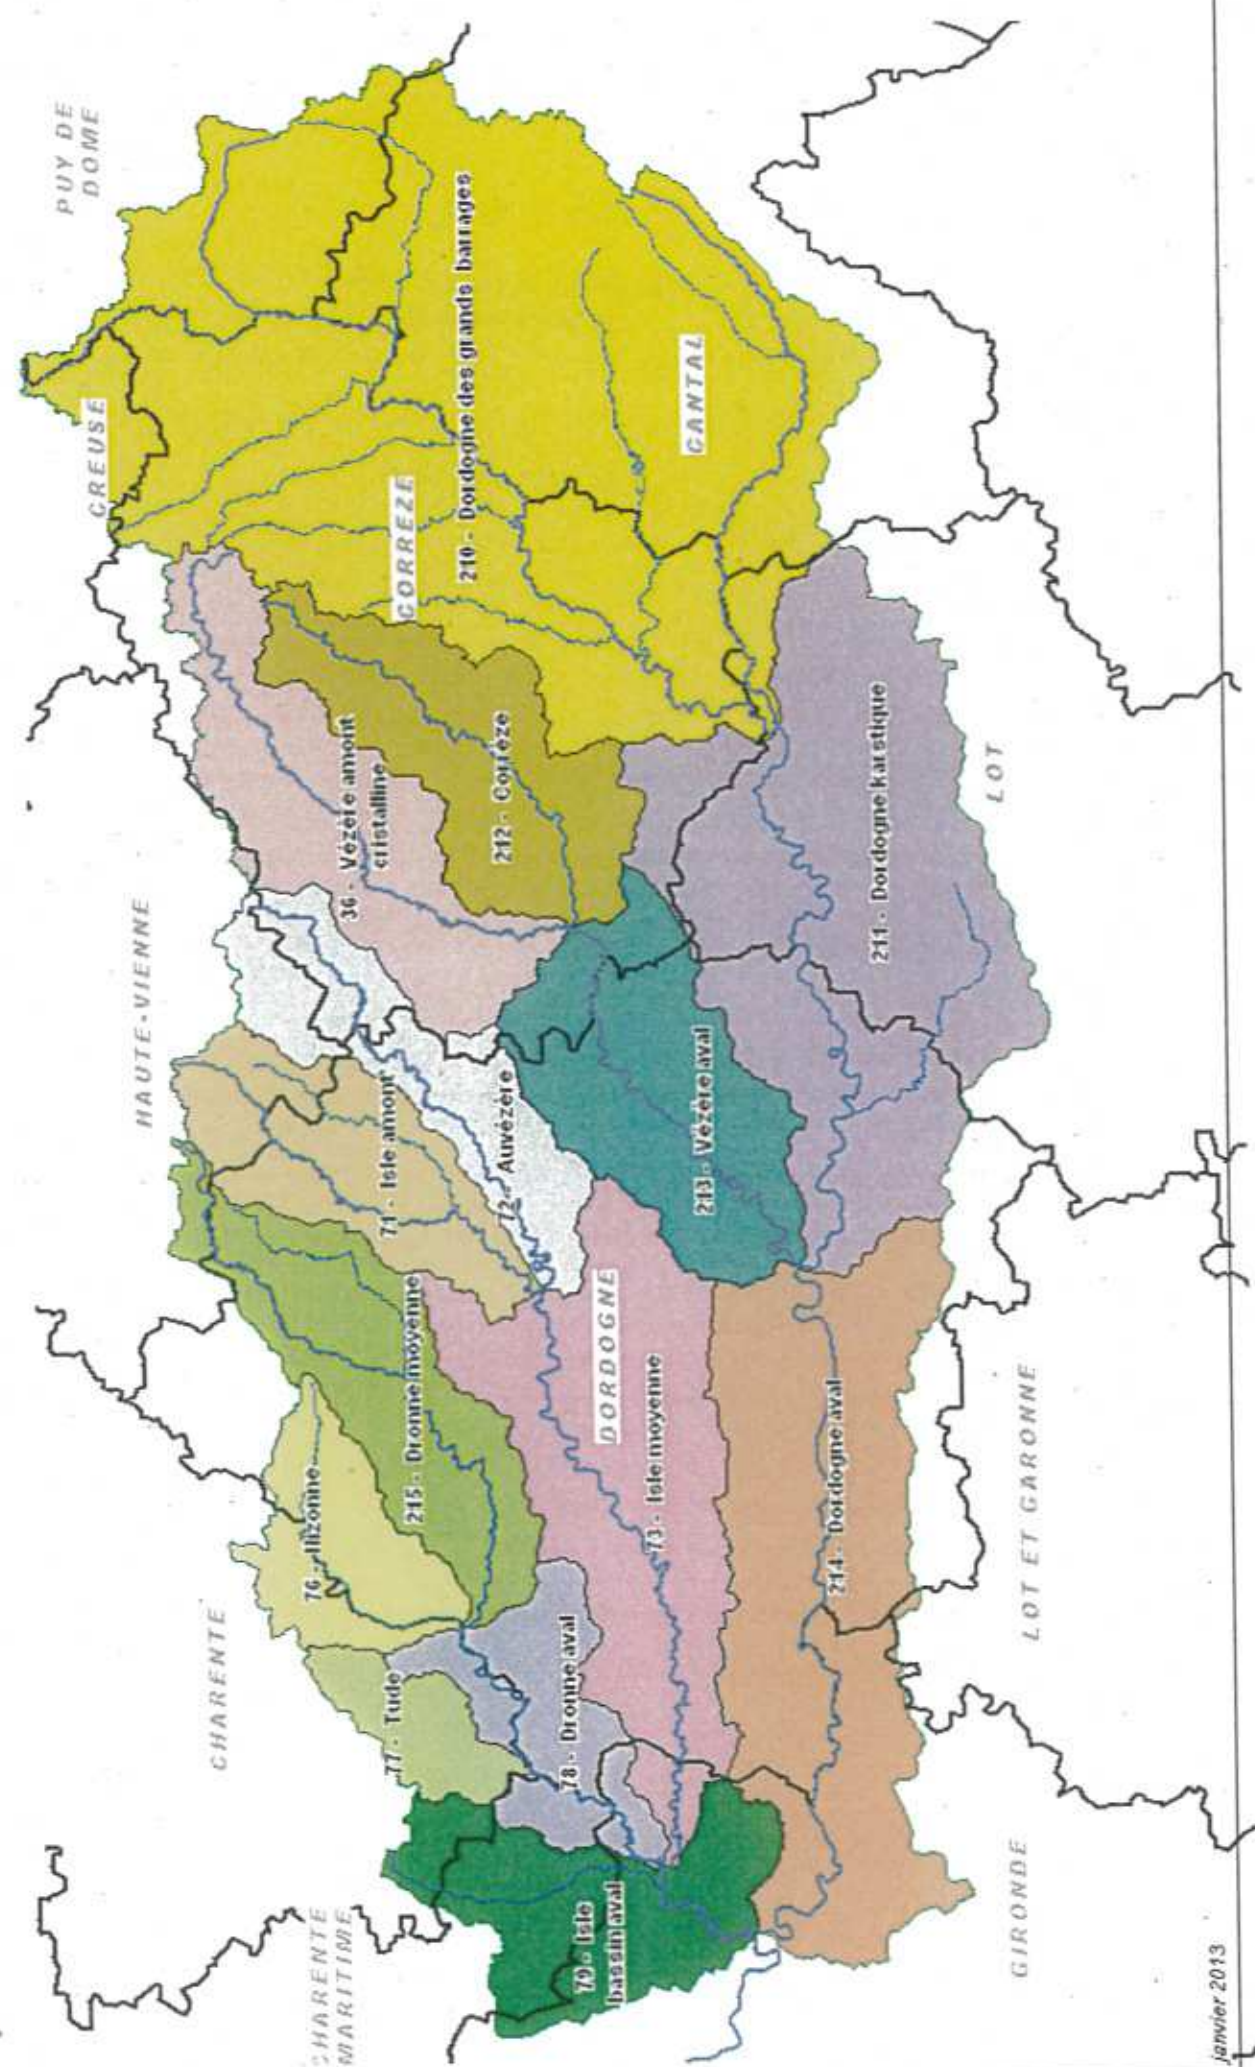 PUY DE
DOME
CREUSE
HAUTE-VIENNE
CHARENTE
CHARENTE
MARITIME
CORREZE
210 - Dordogne des grands barrages
CANTAL
36 - Vézère amont
cristalline
212 - Corrèze
211 - Dordogne karstique
LOT
71 - Isle amont
72 - Auvézère
213 - Vézère aval
215 - Dronne moyenne
DORDOGNE
76 - Lizonne
73 - Isle moyenne
214 - Dordogne aval
LOT ET GARONNE
77 - Tude
78 - Dronne aval
79 - Isle
bassin aval
GIRONDE
janvier 2013